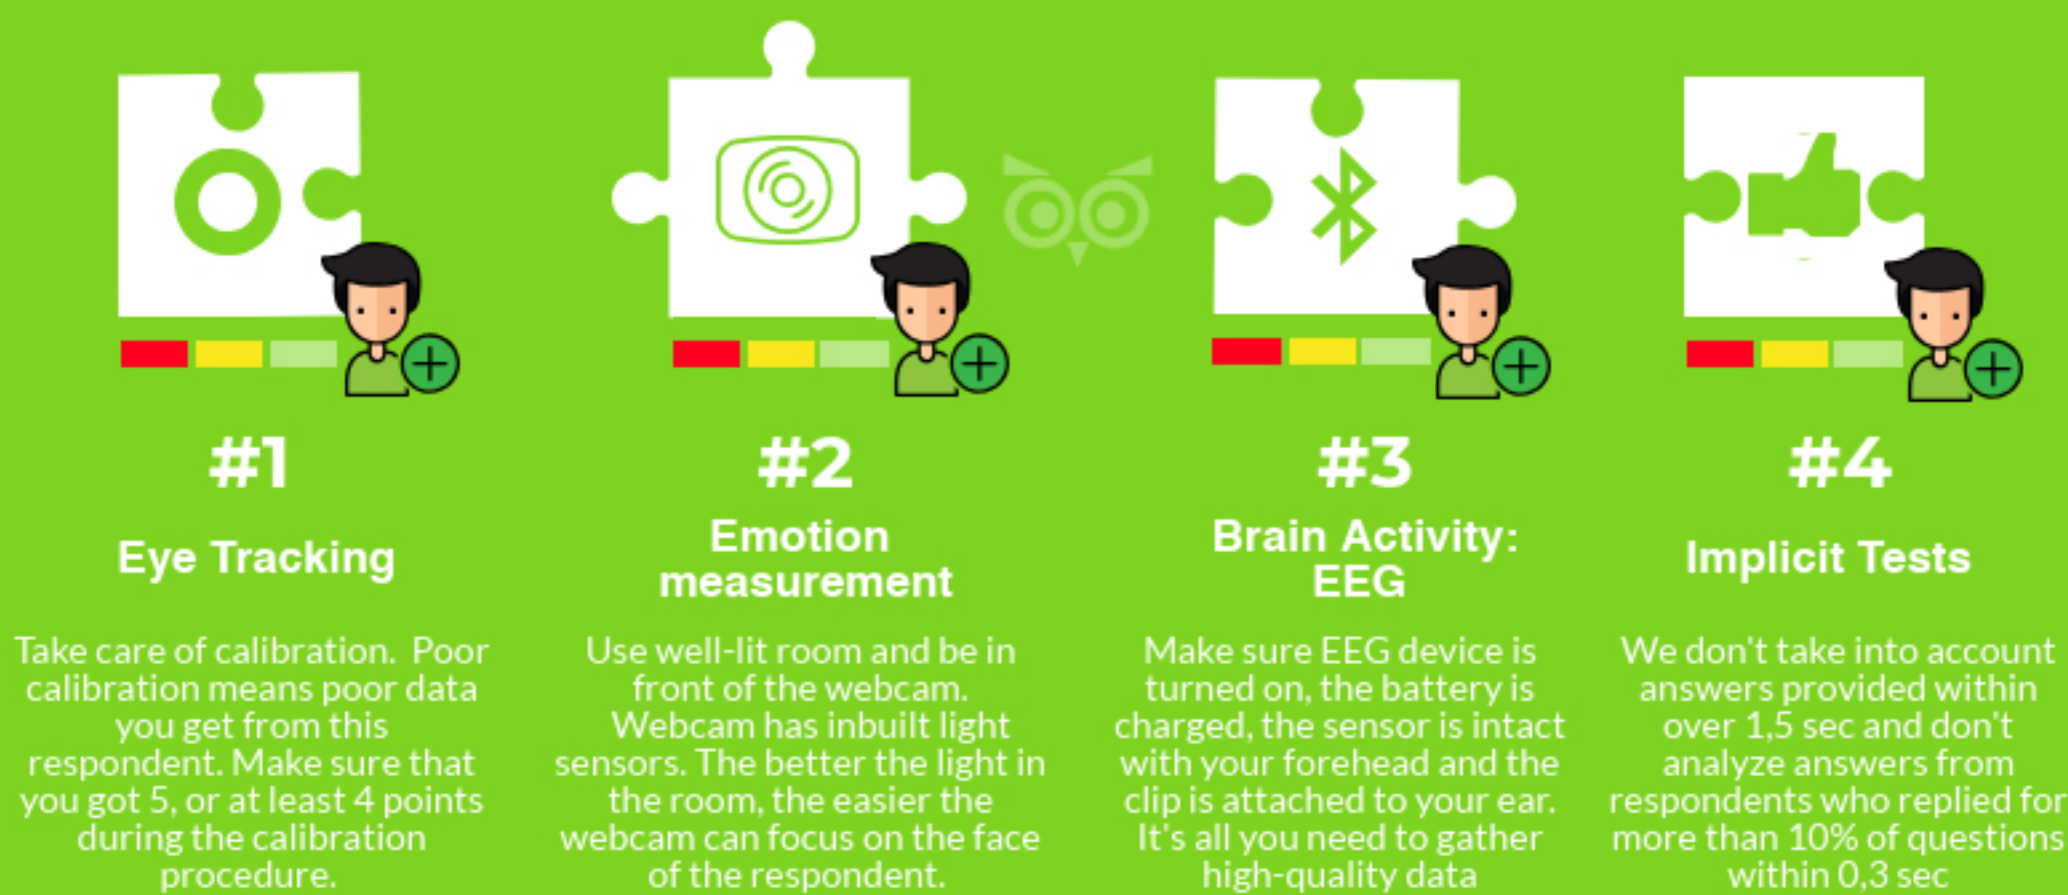 #1
Eye Tracking
Take care of calibration.  Poor
calibration means poor data
you get from this
respondent. Make sure that
you got 5, or at least 4 points
during the calibration
procedure.
#2
Emotion
measurement
Use well-lit room and be in
front of the webcam.
Webcam has inbuilt light
sensors. The better the light in
the room, the easier the
webcam can focus on the face
of the respondent.
#3
Brain Activity:
EEG
Make sure EEG device is
turned on, the battery is
charged, the sensor is intact
with your forehead and the
clip is attached to your ear.
It's all you need to gather
high-quality data
#4
Implicit Tests
We don't take into account
answers provided within
over 1,5 sec and don't
analyze answers from
respondents who replied for
more than 10% of questions
within 0,3 sec